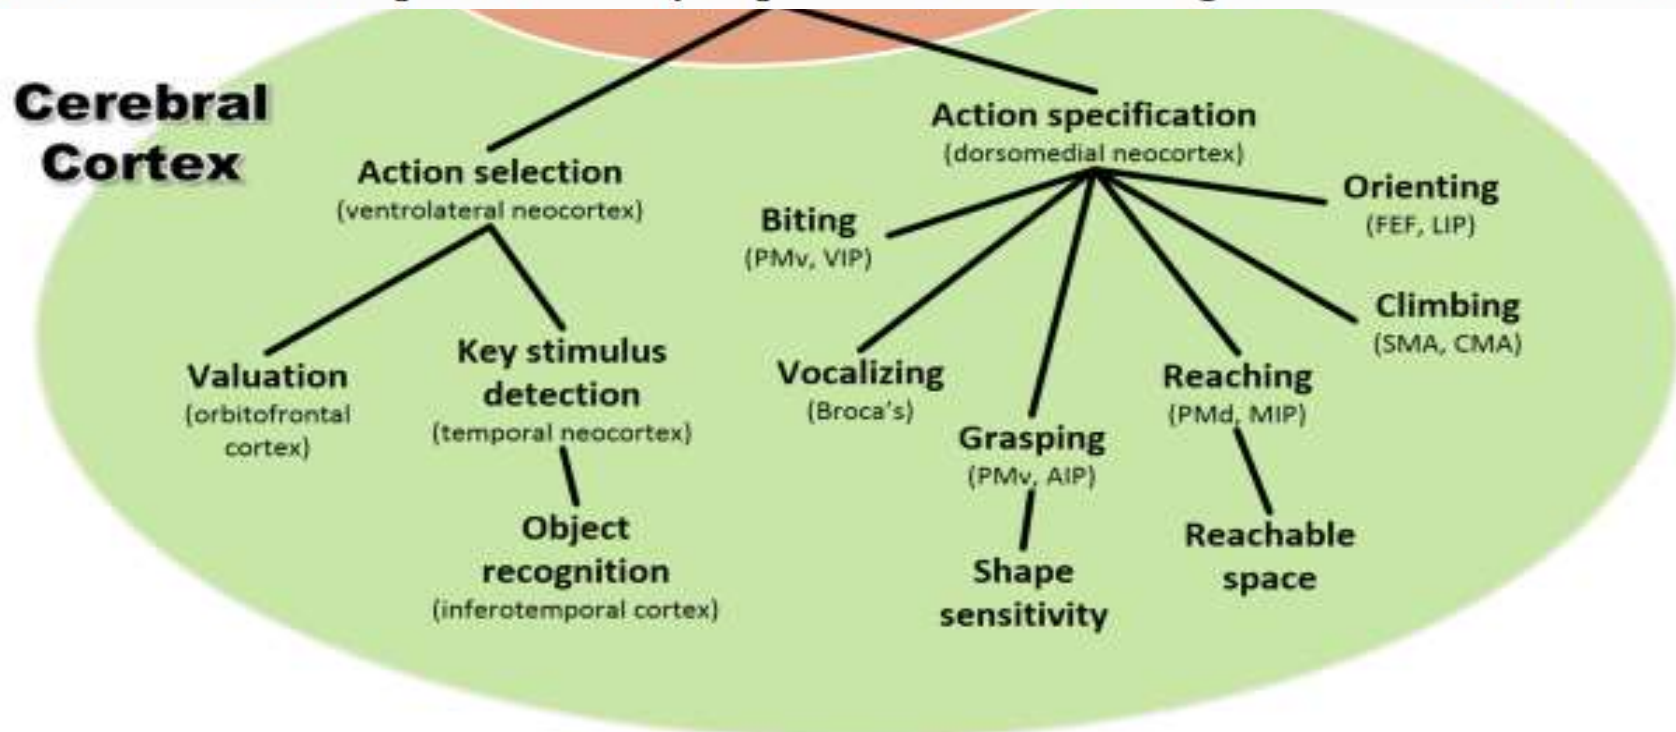 Cerebral
Cortex
Action selection
(ventrolateral neocortex)
Valuation
(orbitofrontal
cortex)
Key stimulus
detection
(temporal neocortex)
Object
recognition
(inferotemporal cortex)
Action specification
(dorsomedial neocortex)
Biting
(PMv, VIP)
Vocalizing
(Broca's)
Grasping
(PMv, AIP)
Shape
sensitivity
Reaching
(PMd, MIP)
Reachable
space
Climbing
(SMA, CMA)
Orienting
(FEF, LIP)